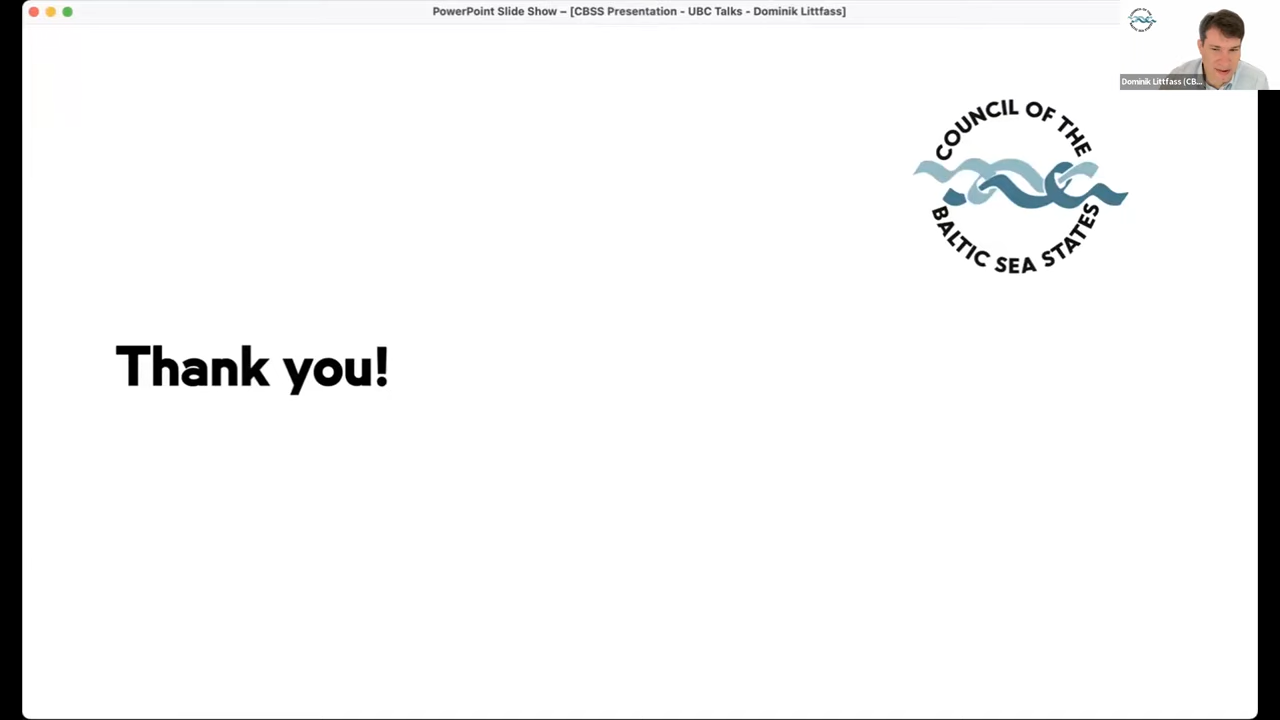 PowerPoint Slide Show – [CBSS Presentation - UBC Talks - Dominik Littfass]
Dominik Littfass (CB...
COUNCIL OF THE
BALTIC SEA STATES
Thank you!